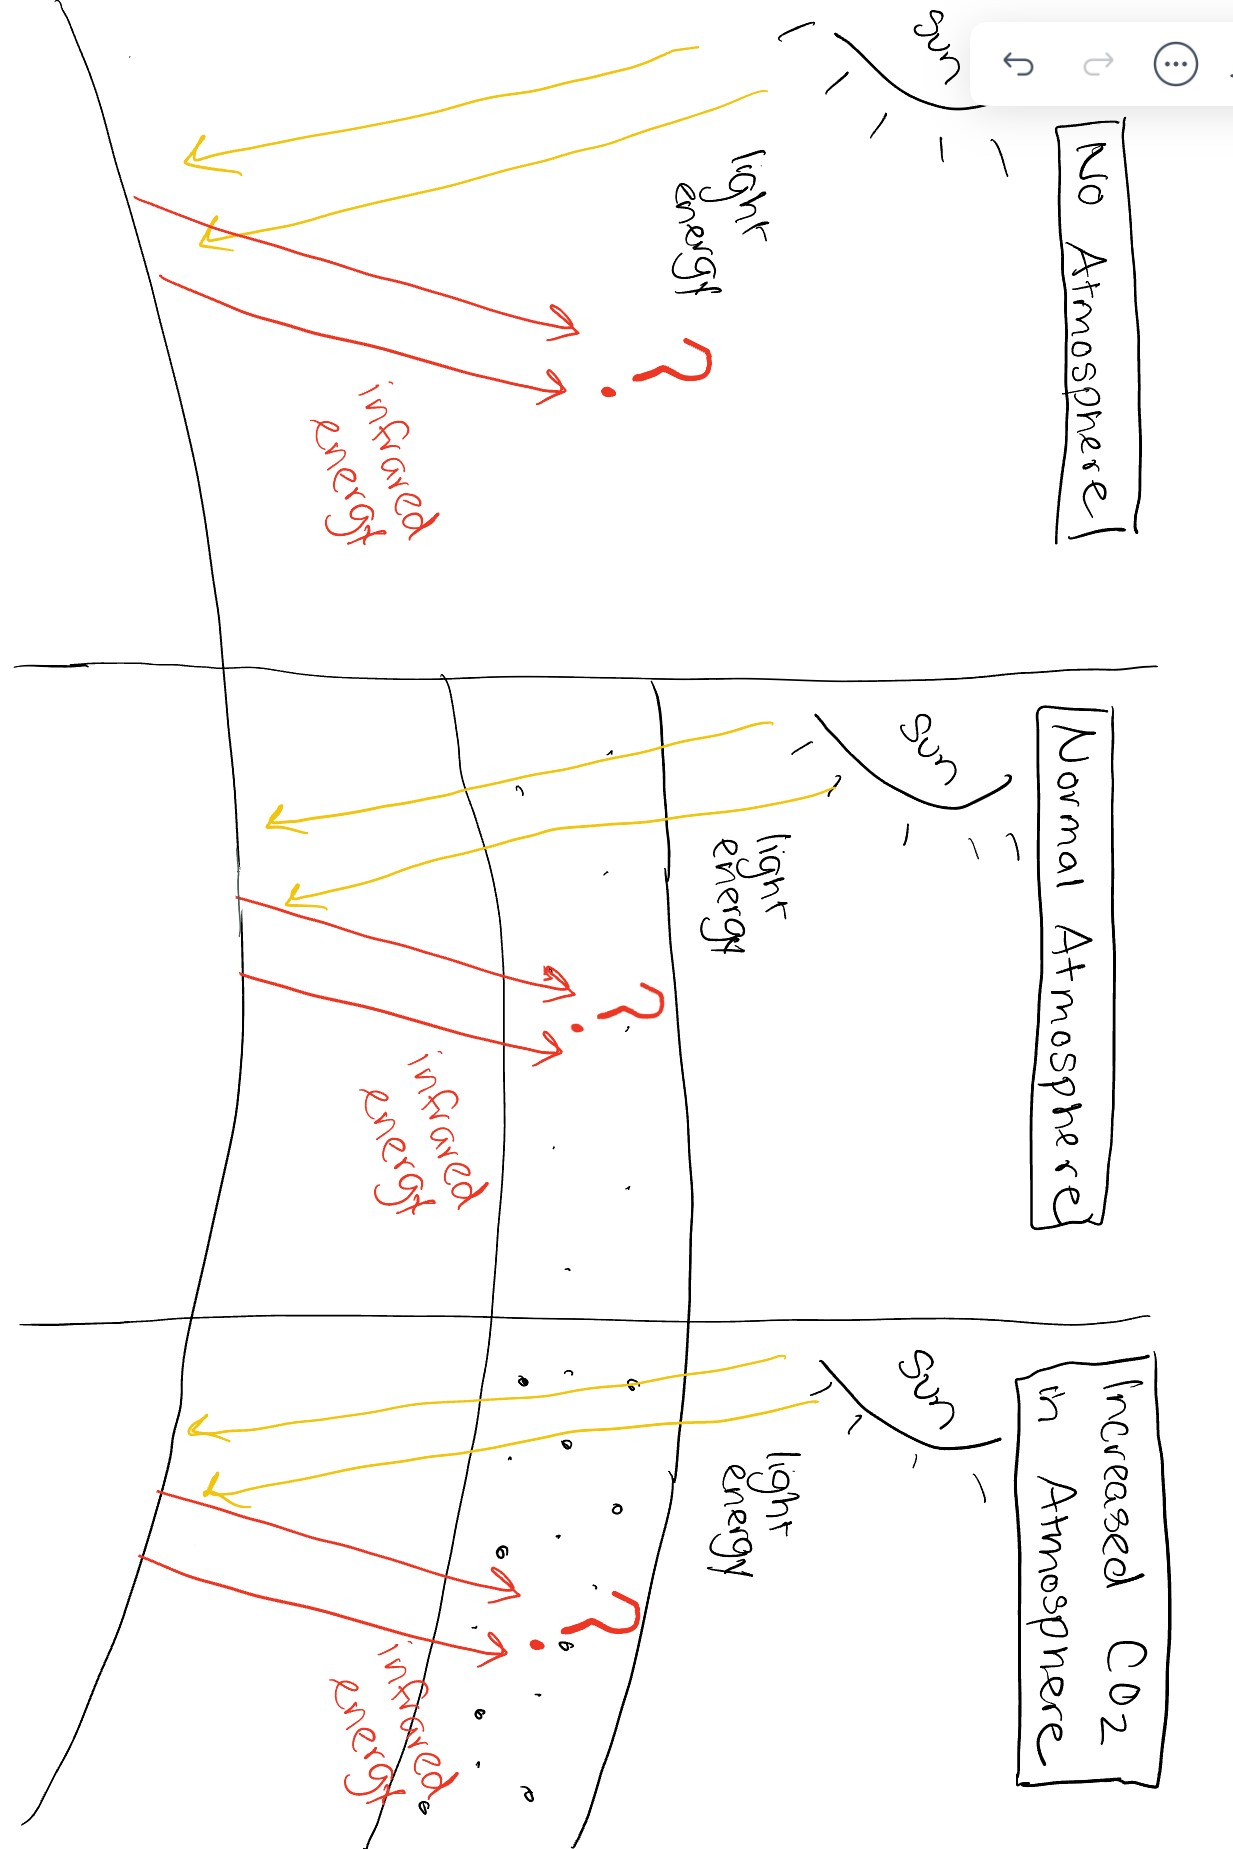 No Atmosphere
sun
light
energy
?
infrared
energy
Normal Atmosphere
sun
light
energy
?
infrared
energy
Increased CO2
in Atmosphere
sun
light
energy
?
infrared
energy